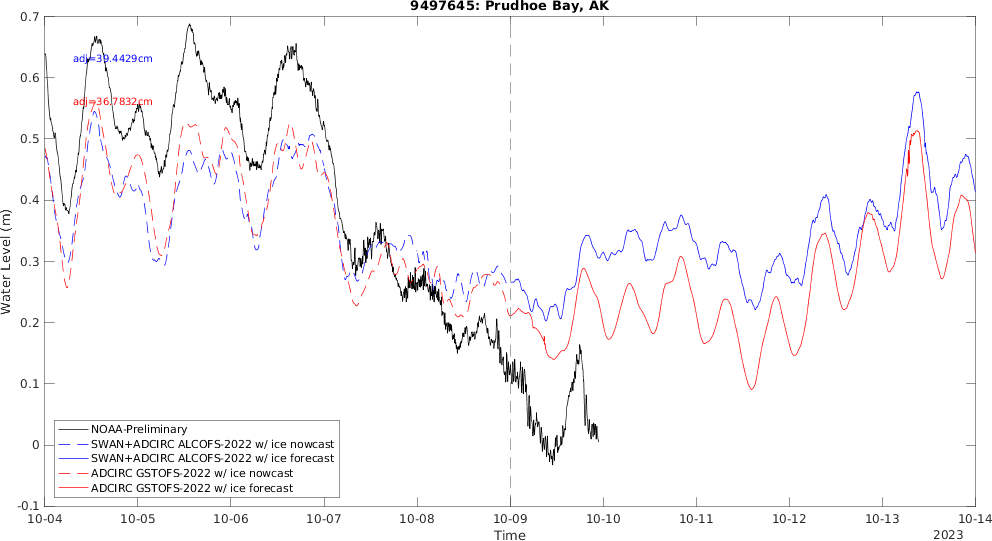 9497645: Prudhoe Bay, AK
0.7
0.6
0.5
0.4
0.3
0.2
0.1
0
-0.1
Water Level (m)
adj=39.4429cm
adj=36.7832cm
NOAA-Preliminary
SWAN+ADCIRC ALCOFS-2022 w/ ice nowcast
SWAN+ADCIRC ALCOFS-2022 w/ ice forecast
ADCIRC GSTOFS-2022 w/ ice nowcast
ADCIRC GSTOFS-2022 w/ ice forecast
10-04 10-05 10-06 10-07 10-08 10-09 10-10 10-11 10-12 10-13 10-14
Time
2023